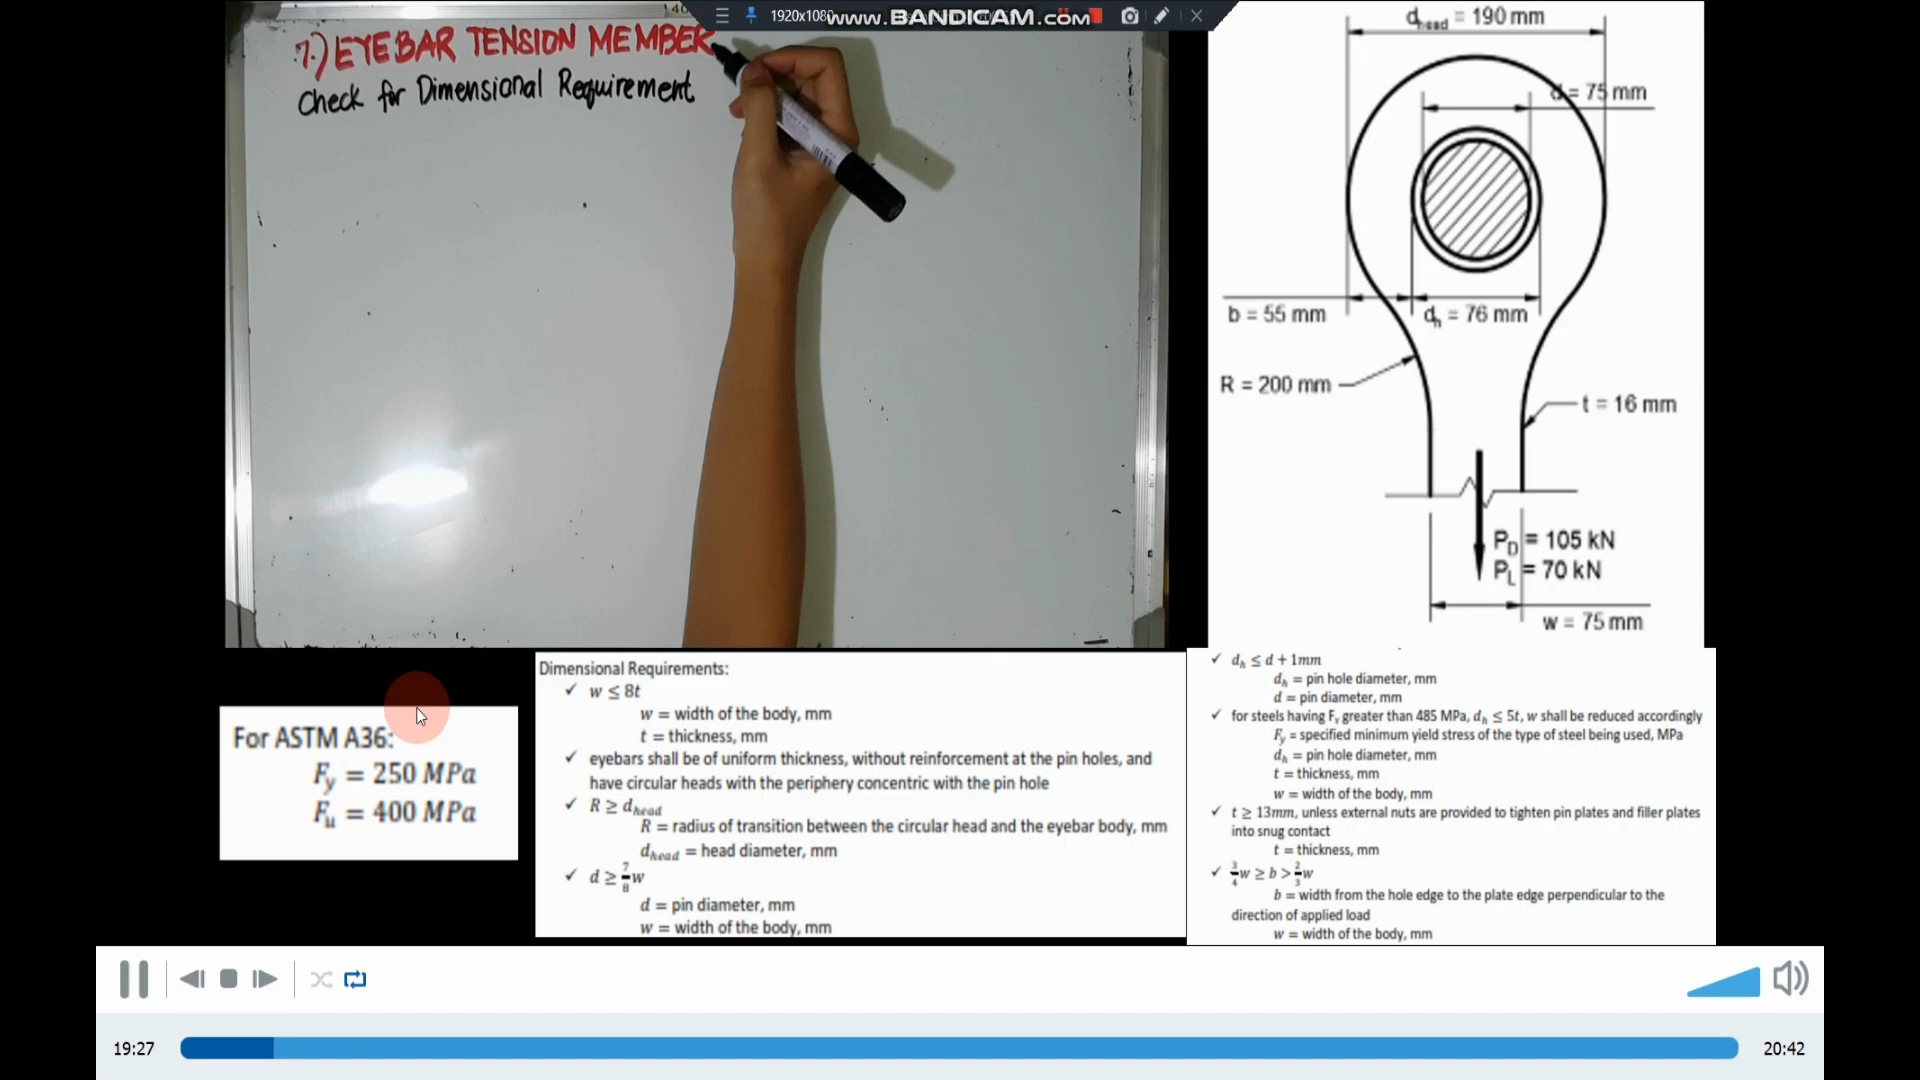 1920x1080
www.BANDICAM.com
7.) EYEBAR TENSION MEMBER
Check for Dimensional Requirement
d_head = 190 mm
d = 75 mm
b = 55 mm
d_h = 76 mm
R = 200 mm
t = 16 mm
P_D = 105 kN
P_L = 70 kN
w = 75 mm
For ASTM A36:
F_y = 250 MPa
F_u = 400 MPa
Dimensional Requirements:
✓ w ≤ 8t
w = width of the body, mm
t = thickness, mm
✓ eyebars shall be of uniform thickness, without reinforcement at the pin holes, and
have circular heads with the periphery concentric with the pin hole
✓ R ≥ d_head
R = radius of transition between the circular head and the eyebar body, mm
d_head = head diameter, mm
✓ d ≥ 7/8 w
d = pin diameter, mm
w = width of the body, mm
✓ d_h ≤ d + 1mm
d_h = pin hole diameter, mm
d = pin diameter, mm
✓ for steels having F_y greater than 485 MPa, d_h ≤ 5t, w shall be reduced accordingly
F_y = specified minimum yield stress of the type of steel being used, MPa
d_h = pin hole diameter, mm
t = thickness, mm
w = width of the body, mm
✓ t ≥ 13mm, unless external nuts are provided to tighten pin plates and filler plates
into snug contact
t = thickness, mm
✓ 3/4 w ≥ b > 2/3 w
b = width from the hole edge to the plate edge perpendicular to the
direction of applied load
w = width of the body, mm
19:27
20:42